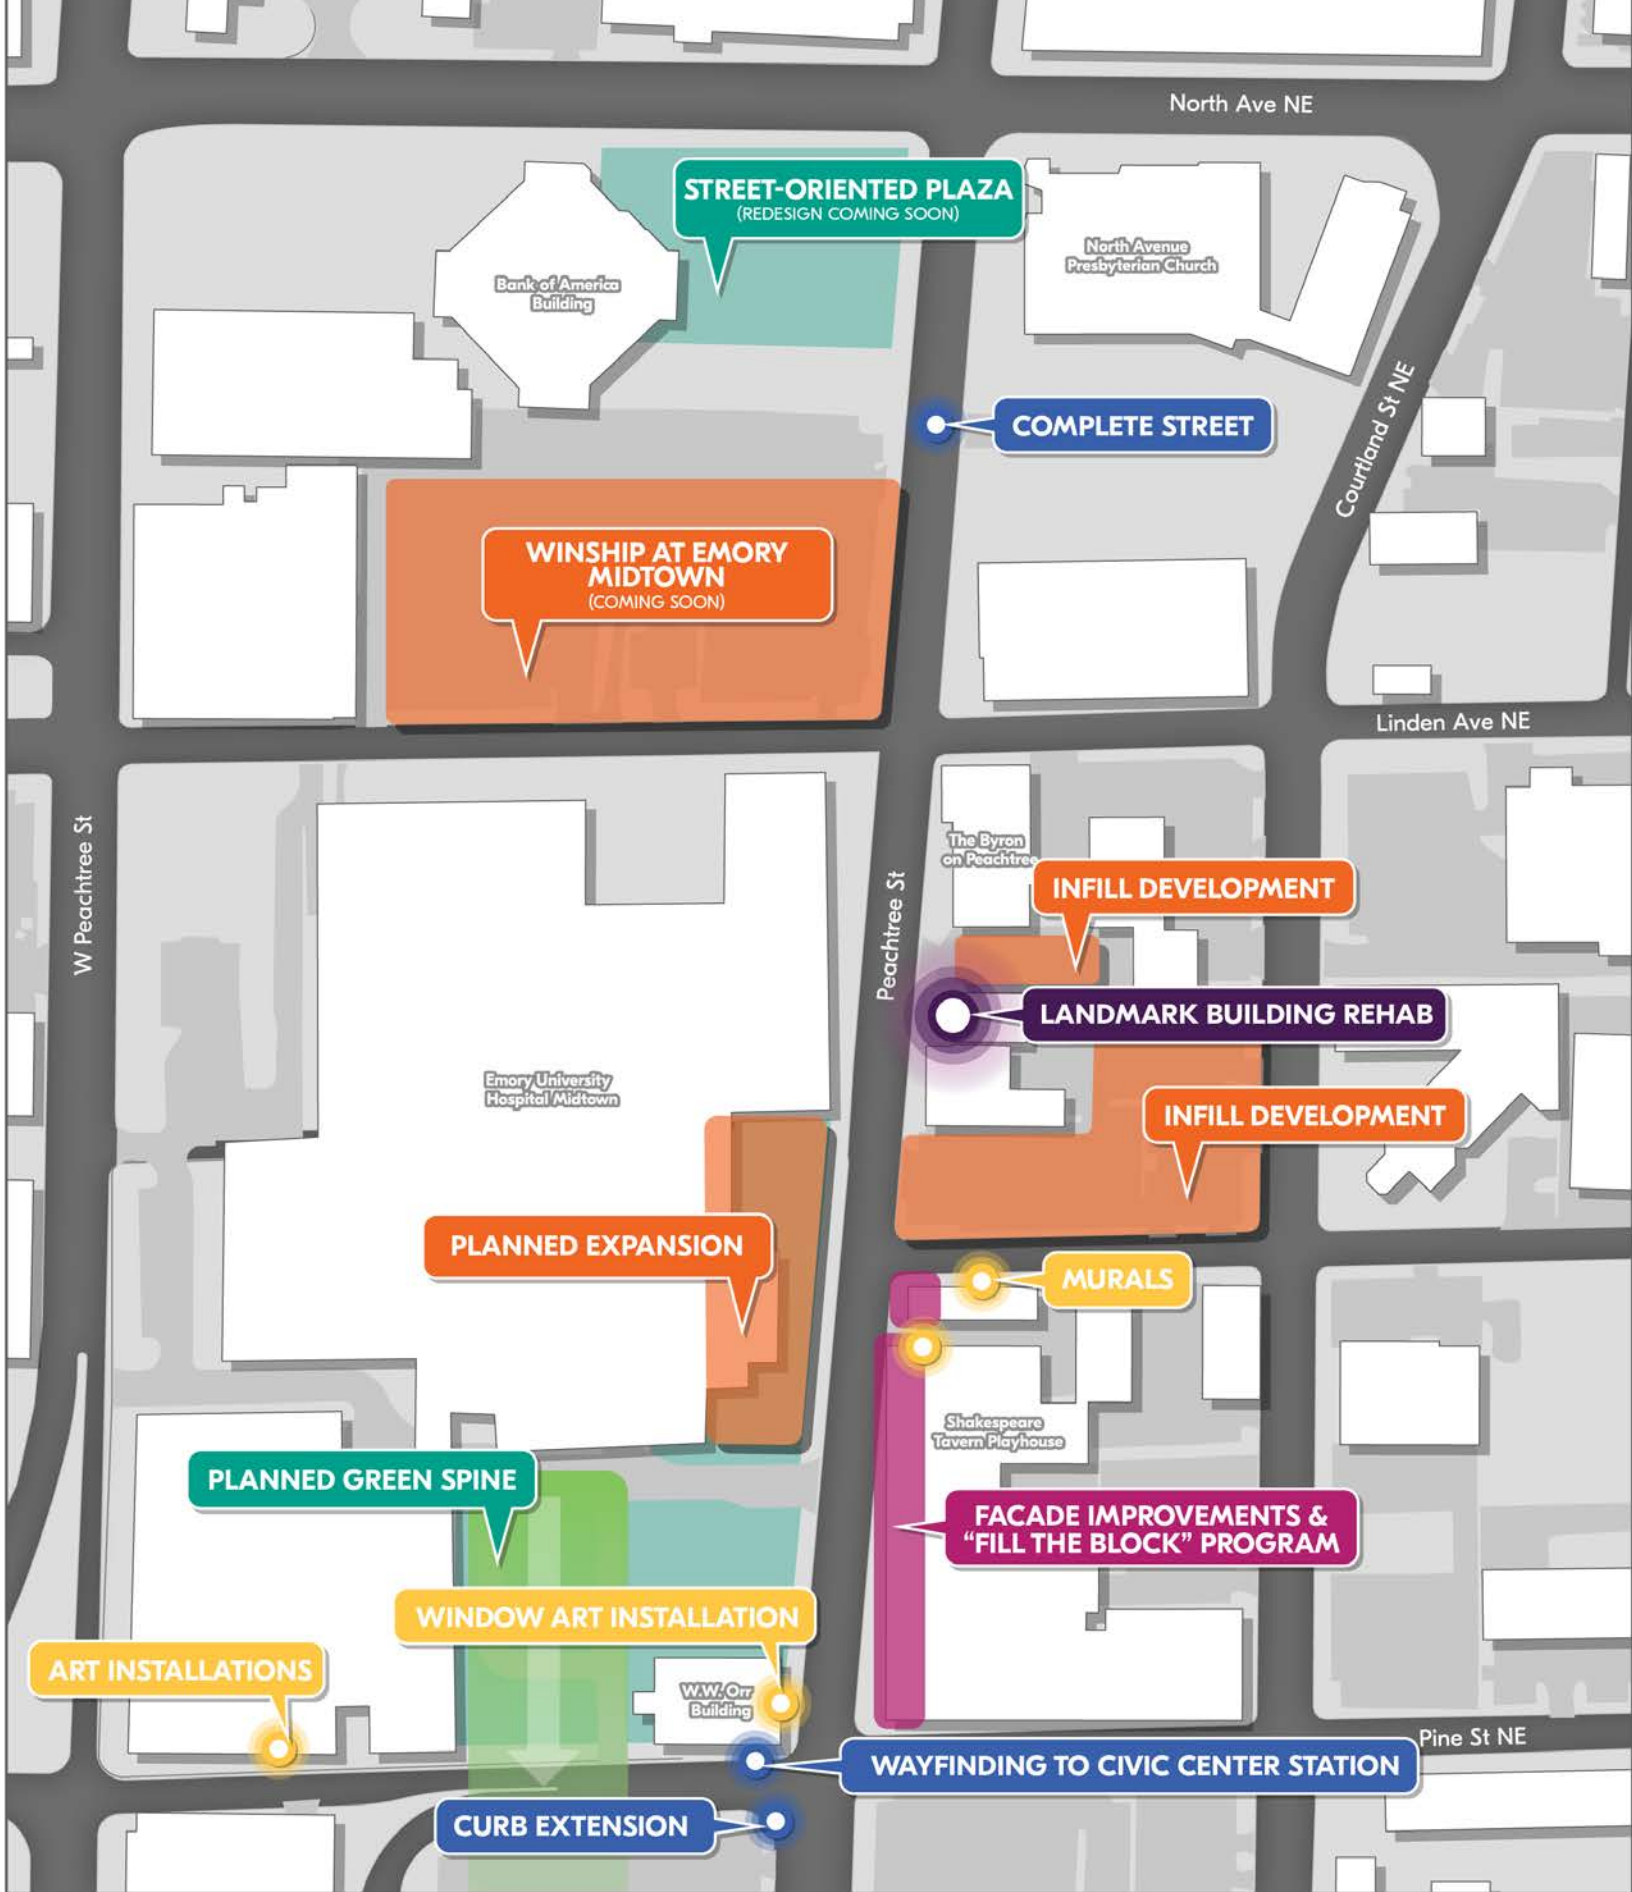 North Ave NE
STREET-ORIENTED PLAZA
(REDESIGN COMING SOON)
North Avenue
Presbyterian Church
Bank of America
Building
COMPLETE STREET
Courtland St NE
WINSHIP AT EMORY
MIDTOWN
(COMING SOON)
Linden Ave NE
W Peachtree St
Peachtree St
The Byron
on Peachtree
INFILL DEVELOPMENT
LANDMARK BUILDING REHAB
Emory University
Hospital Midtown
INFILL DEVELOPMENT
PLANNED EXPANSION
MURALS
Shakespeare
Tavern Playhouse
PLANNED GREEN SPINE
FACADE IMPROVEMENTS &
“FILL THE BLOCK” PROGRAM
WINDOW ART INSTALLATION
ART INSTALLATIONS
W.W. Orr
Building
Pine St NE
WAYFINDING TO CIVIC CENTER STATION
CURB EXTENSION